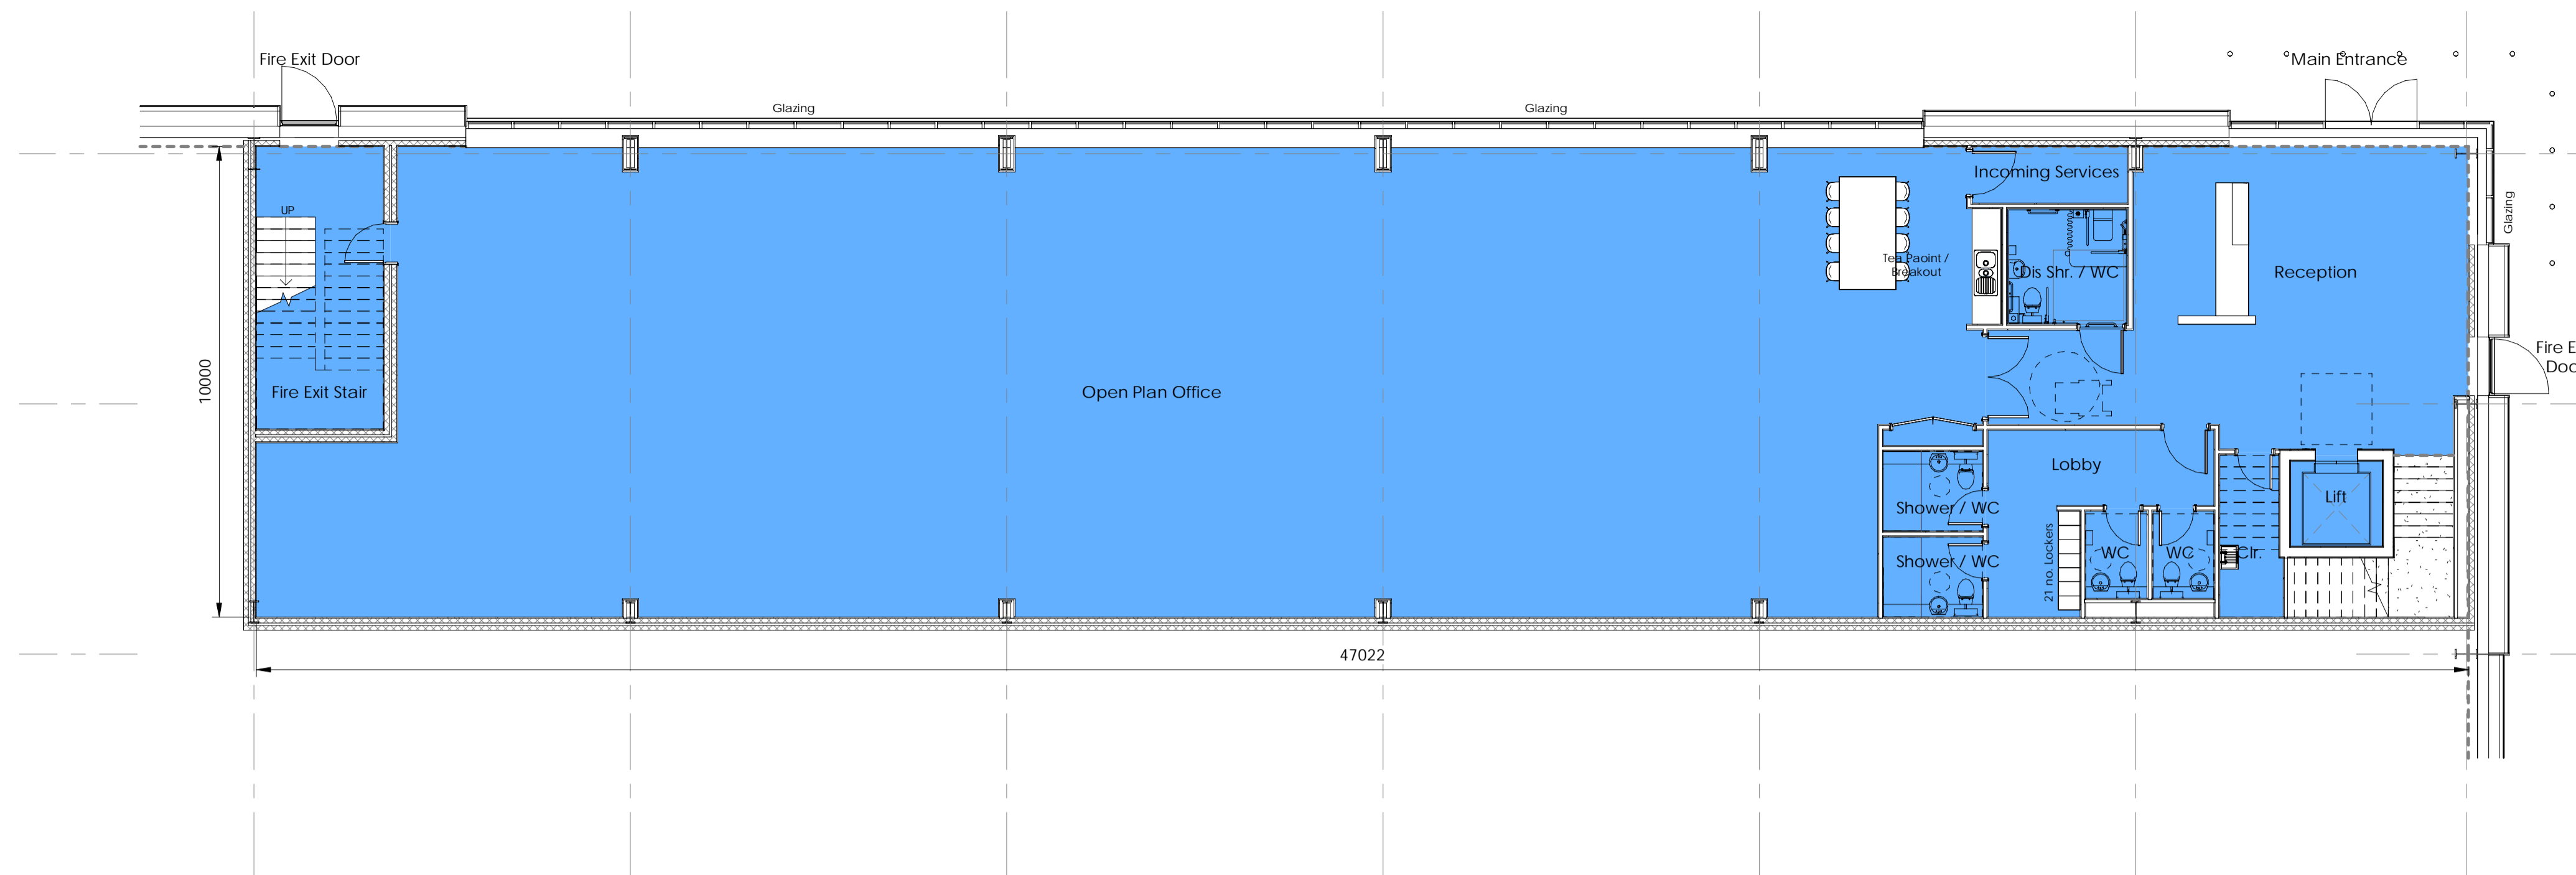 Fire Exit Door
Main Entrance
Glazing
Glazing
Incoming Services
UP
Glazing
Tea Paoint /
Breakout
Dis Shr. / WC
Reception
Fire E
Doo
10000
Fire Exit Stair
Open Plan Office
Lobby
Lift
Shower / WC
21 no. Lockers
WC
WC
Clr.
Shower / WC
47022